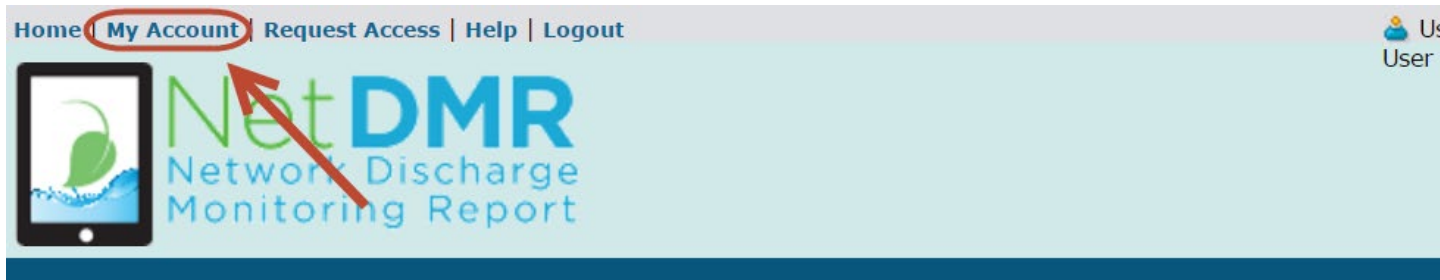 Home | My Account | Request Access | Help | Logout
User
NetDMR
Network Discharge
Monitoring Report